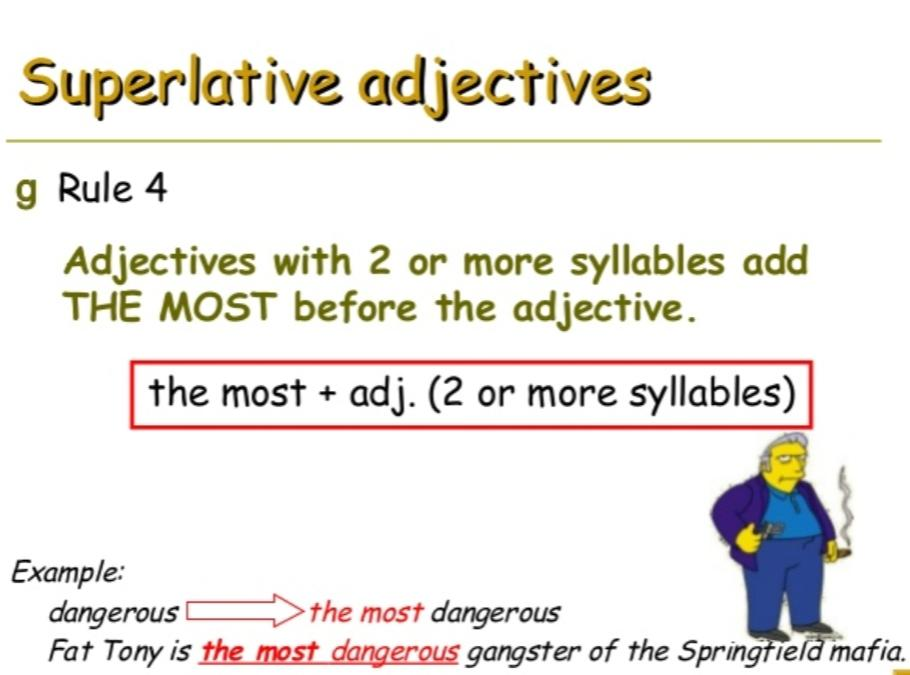 Superlative adjectives
g Rule 4
Adjectives with 2 or more syllables add
THE MOST before the adjective.
the most + adj. (2 or more syllables)
Example:
dangerous the most dangerous
Fat Tony is the most dangerous gangster of the Springfield mafia.